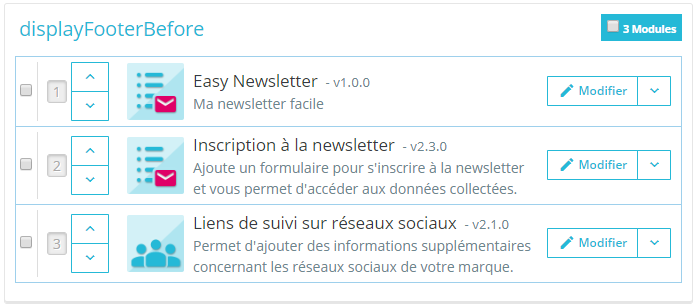 displayFooterBefore
3 Modules
1
Easy Newsletter - v1.0.0
Ma newsletter facile
Modifier
2
Inscription à la newsletter - v2.3.0
Ajoute un formulaire pour s'inscrire à la newsletter
et vous permet d'accéder aux données collectées.
Modifier
3
Liens de suivi sur réseaux sociaux - v2.1.0
Permet d'ajouter des informations supplémentaires
concernant les réseaux sociaux de votre marque.
Modifier